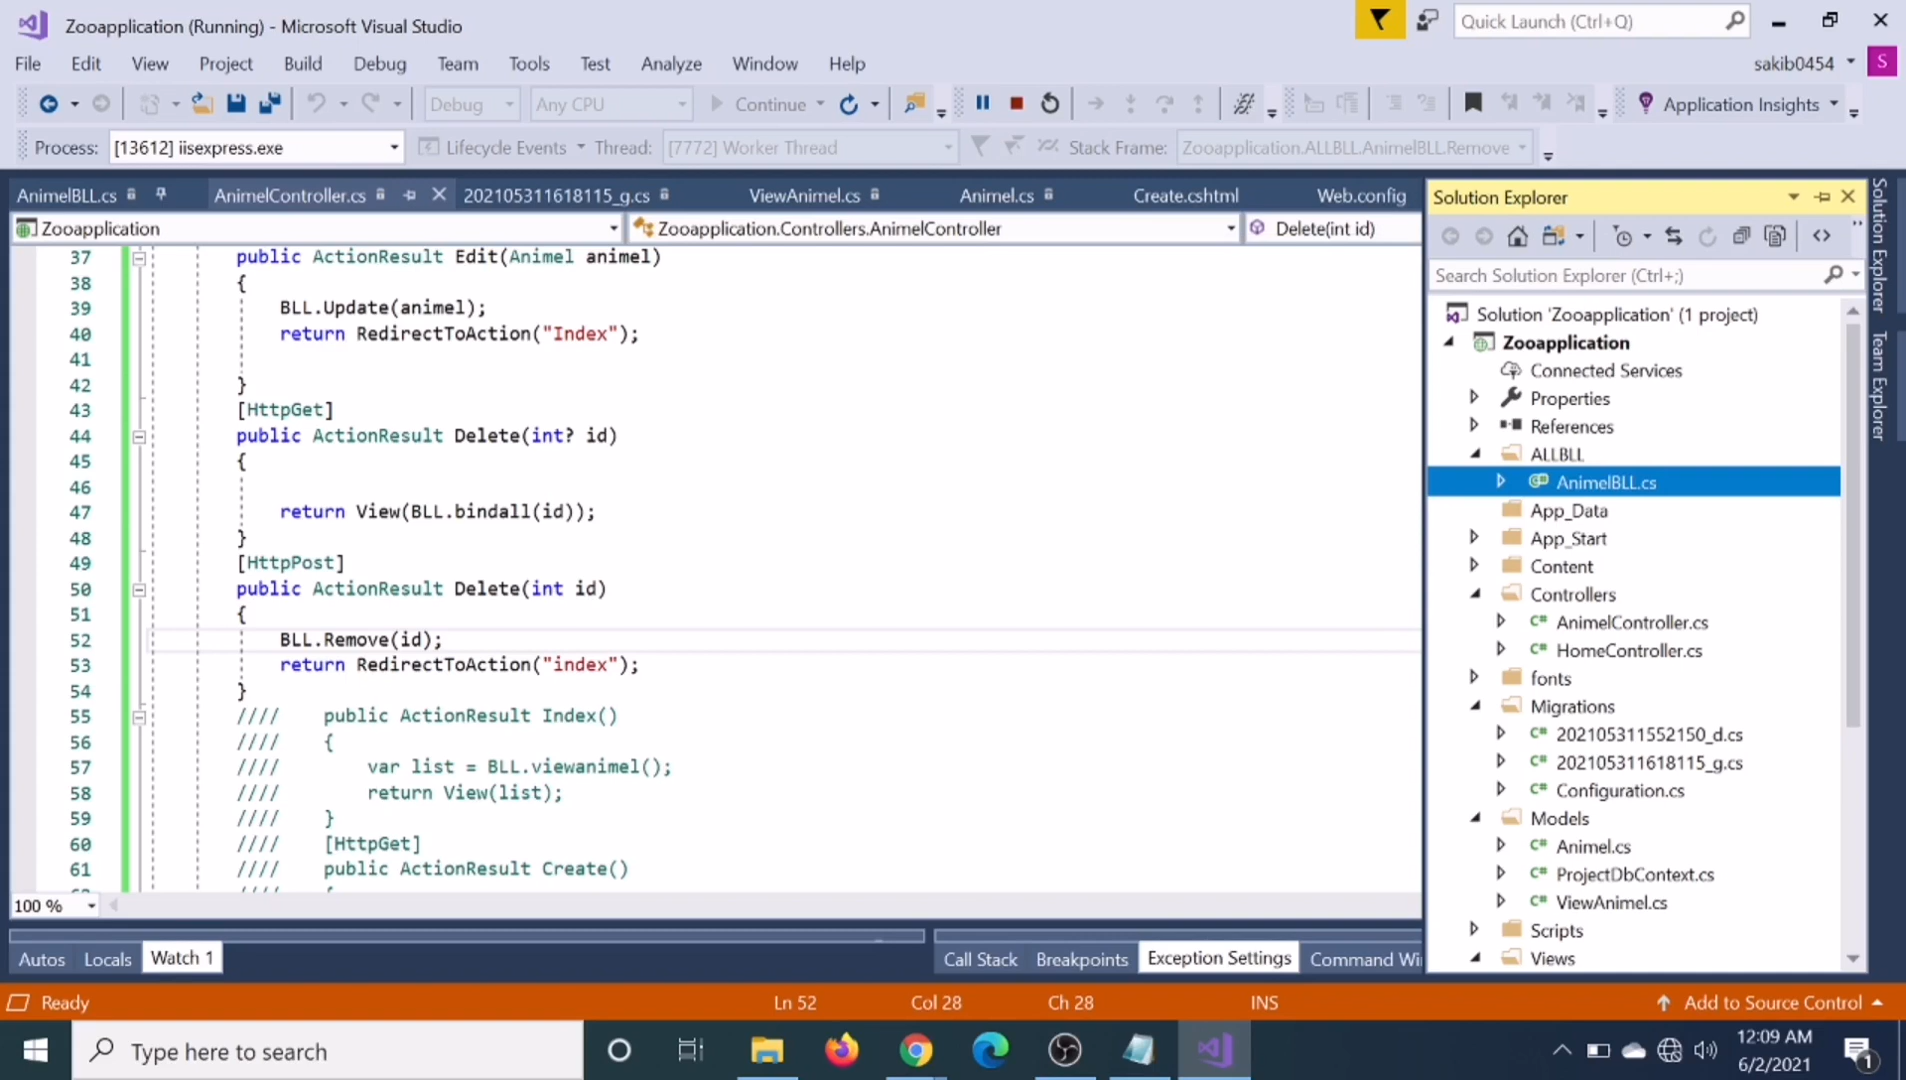 Zooapplication (Running) - Microsoft Visual Studio
Quick Launch (Ctrl+Q)
File Edit View Project Build Debug Team Tools Test Analyze Window Help
sakib0454 S
Debug Any CPU Continue Application Insights
Process: [13612] iisexpress.exe Lifecycle Events Thread: [7772] Worker Thread Stack Frame: Zooapplication.ALLBLL.AnimelBLL.Remove
AnimelBLL.cs AnimelController.cs 202105311618115_g.cs ViewAnimel.cs Animel.cs Create.cshtml Web.config
Zooapplication Zooapplication.Controllers.AnimelController Delete(int id)
37 public ActionResult Edit(Animel animel)
38 {
39 BLL.Update(animel);
40 return RedirectToAction("Index");
41
42 }
43 [HttpGet]
44 public ActionResult Delete(int? id)
45 {
46
47 return View(BLL.bindall(id));
48 }
49 [HttpPost]
50 public ActionResult Delete(int id)
51 {
52 BLL.Remove(id);
53 return RedirectToAction("index");
54 }
55 //// public ActionResult Index()
56 //// {
57 //// var list = BLL.viewanimel();
58 //// return View(list);
59 //// }
60 //// [HttpGet]
61 //// public ActionResult Create()
100 %
Solution Explorer
Search Solution Explorer (Ctrl+;)
Solution 'Zooapplication' (1 project)
Zooapplication
Connected Services
Properties
References
ALLBLL
AnimelBLL.cs
App_Data
App_Start
Content
Controllers
AnimelController.cs
HomeController.cs
fonts
Migrations
202105311552150_d.cs
202105311618115_g.cs
Configuration.cs
Models
Animel.cs
ProjectDbContext.cs
ViewAnimel.cs
Scripts
Views
Solution Explorer
Team Explorer
Autos Locals Watch 1
Call Stack Breakpoints Exception Settings Command Wi
Ready Ln 52 Col 28 Ch 28 INS Add to Source Control
Type here to search
12:09 AM
6/2/2021
1